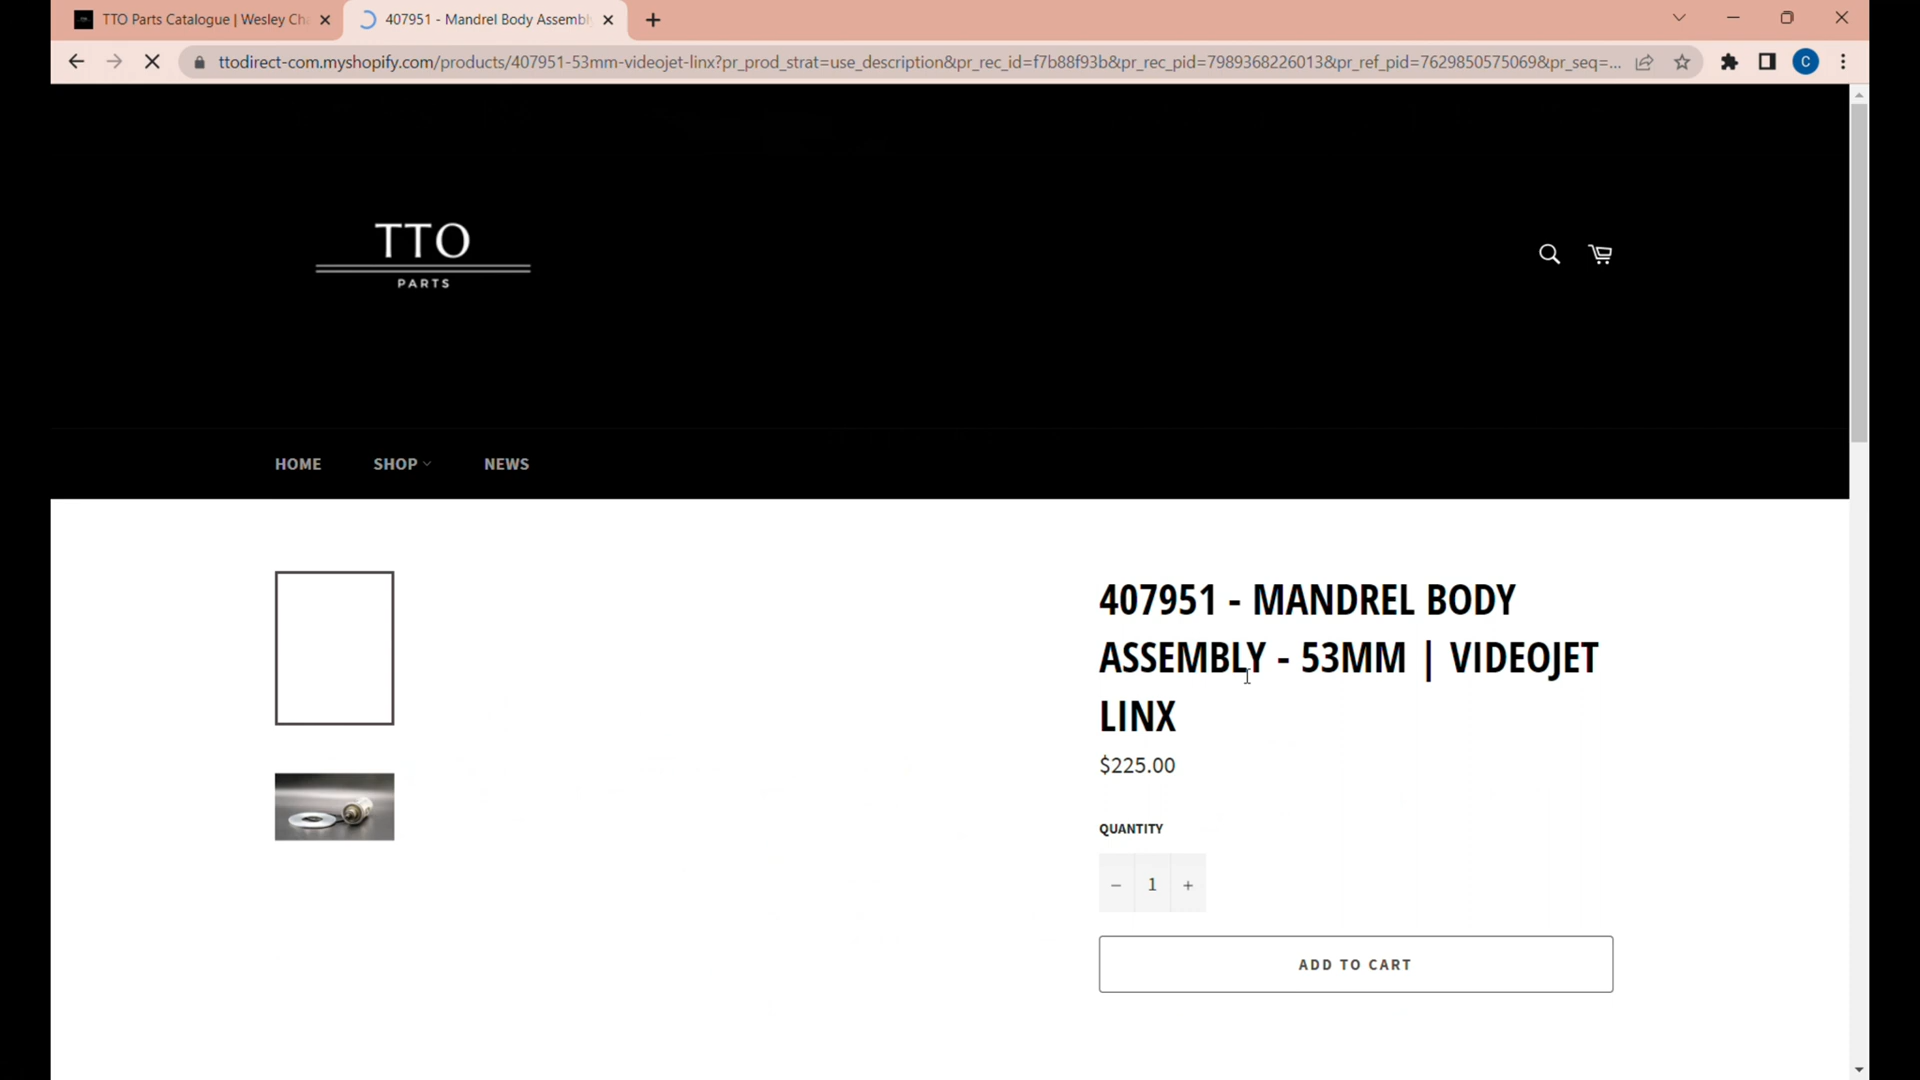 TTO Parts Catalogue | Wesley Ch
407951 - Mandrel Body Assembl
ttodirect-com.myshopify.com/products/407951-53mm-videojet-linx?pr_prod_strat=use_description&pr_rec_id=f7b88f93b&pr_rec_pid=7989368226013&pr_ref_pid=7629850575069&pr_seq=...
C
TTO
PARTS
HOME
SHOP
NEWS
407951 - MANDREL BODY
ASSEMBLY - 53MM | VIDEOJET
LINX
$225.00
QUANTITY
− 1 +
ADD TO CART